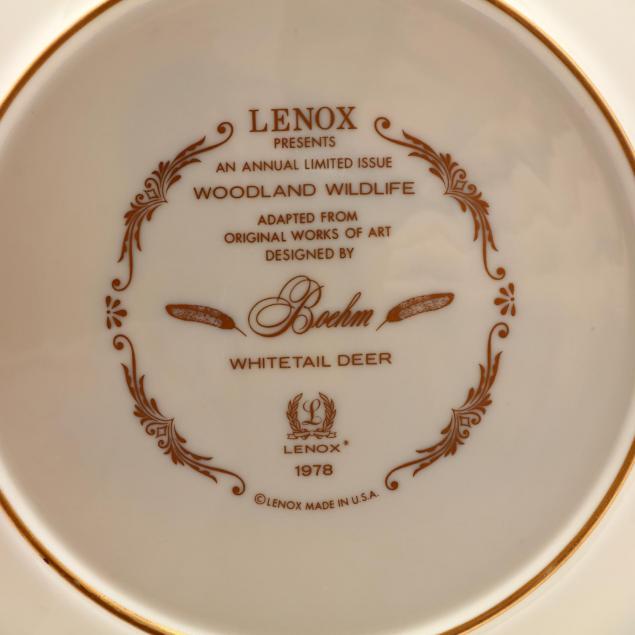 LENOX
PRESENTS
AN ANNUAL LIMITED ISSUE
WOODLAND WILDLIFE
ADAPTED FROM
ORIGINAL WORKS OF ART
DESIGNED BY
Boehm
WHITETAIL DEER
L
LENOX®
1978
©LENOX MADE IN U.S.A.